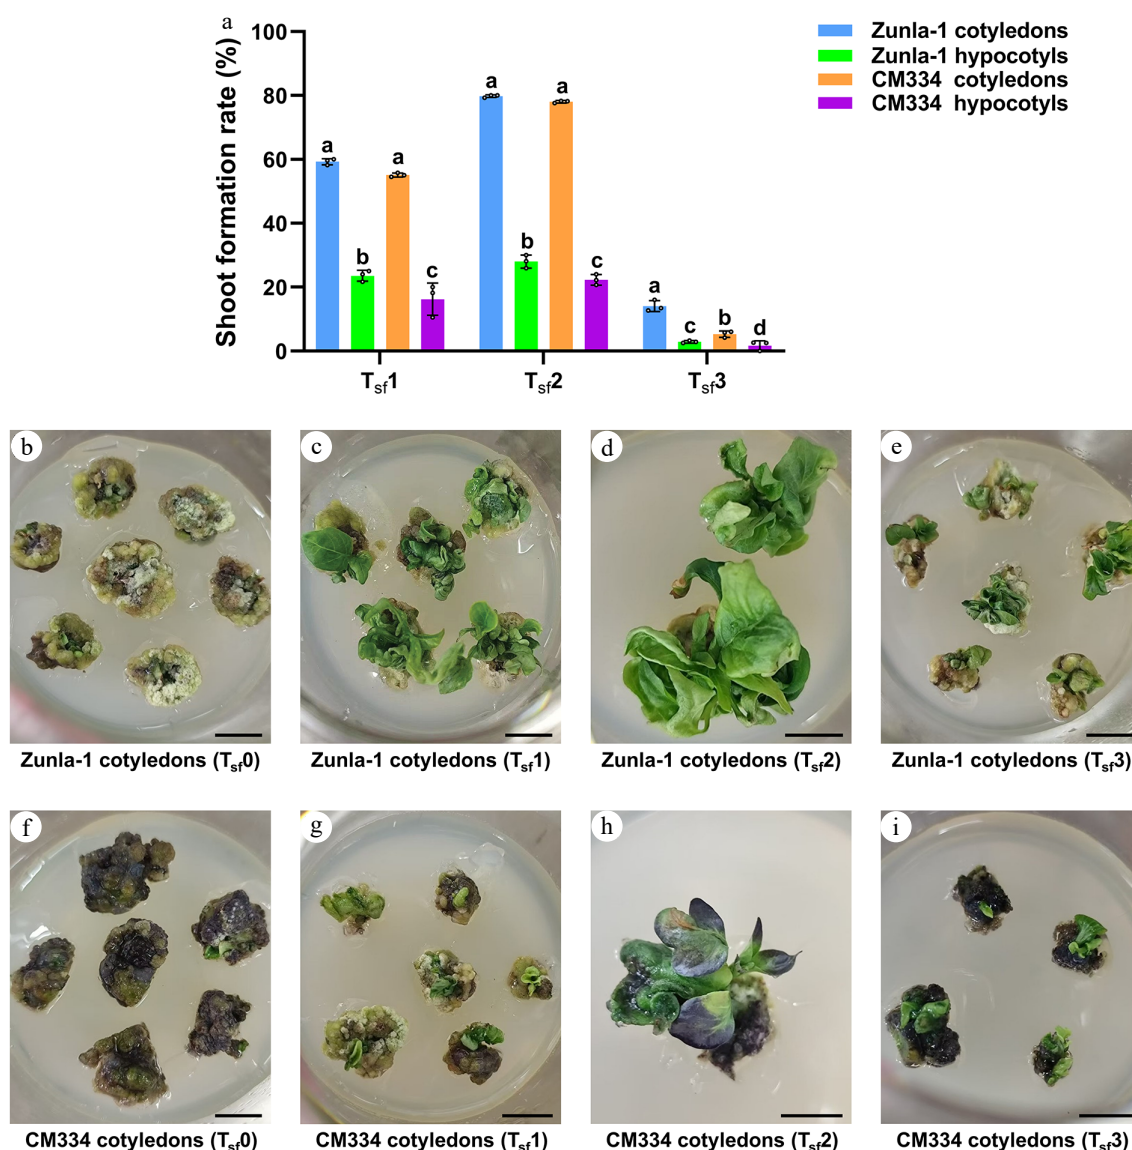 a
Shoot formation rate (%)
100
80
60
40
20
0
a
b
a
c
a
b
a
c
a
c
b
d
Tsf1
Tsf2
Tsf3
Zunla-1 cotyledons
Zunla-1 hypocotyls
CM334 cotyledons
CM334 hypocotyls
b
c
d
e
Zunla-1 cotyledons (Tsf0)
Zunla-1 cotyledons (Tsf1)
Zunla-1 cotyledons (Tsf2)
Zunla-1 cotyledons (Tsf3)
f
g
h
i
CM334 cotyledons (Tsf0)
CM334 cotyledons (Tsf1)
CM334 cotyledons (Tsf2)
CM334 cotyledons (Tsf3)